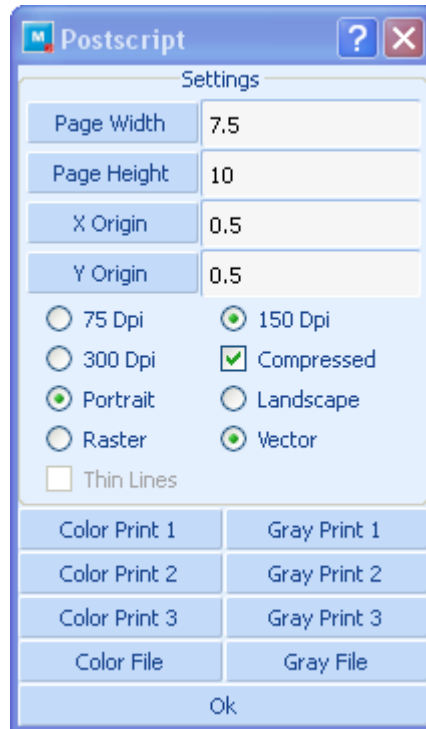 M Postscript ?
Settings
Page Width 7.5
Page Height 10
X Origin 0.5
Y Origin 0.5
75 Dpi 150 Dpi
300 Dpi Compressed
Portrait Landscape
Raster Vector
Thin Lines
Color Print 1 Gray Print 1
Color Print 2 Gray Print 2
Color Print 3 Gray Print 3
Color File Gray File
Ok